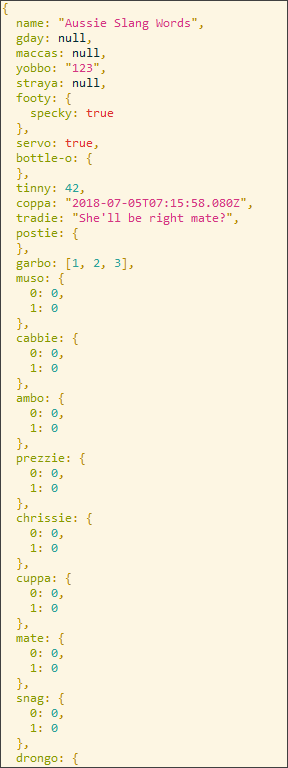 {
  name: "Aussie Slang Words",
  gday: null,
  maccas: null,
  yobbo: "123",
  straya: null,
  footy: {
    specky: true
  },
  servo: true,
  bottle-o: {
  },
  tinny: 42,
  coppa: "2018-07-05T07:15:58.080Z",
  tradie: "She'll be right mate?",
  postie: {
  },
  garbo: [1, 2, 3],
  muso: {
    0: 0,
    1: 0
  },
  cabbie: {
    0: 0,
    1: 0
  },
  ambo: {
    0: 0,
    1: 0
  },
  prezzie: {
    0: 0,
    1: 0
  },
  chrissie: {
    0: 0,
    1: 0
  },
  cuppa: {
    0: 0,
    1: 0
  },
  mate: {
    0: 0,
    1: 0
  },
  snag: {
    0: 0,
    1: 0
  },
  drongo: {